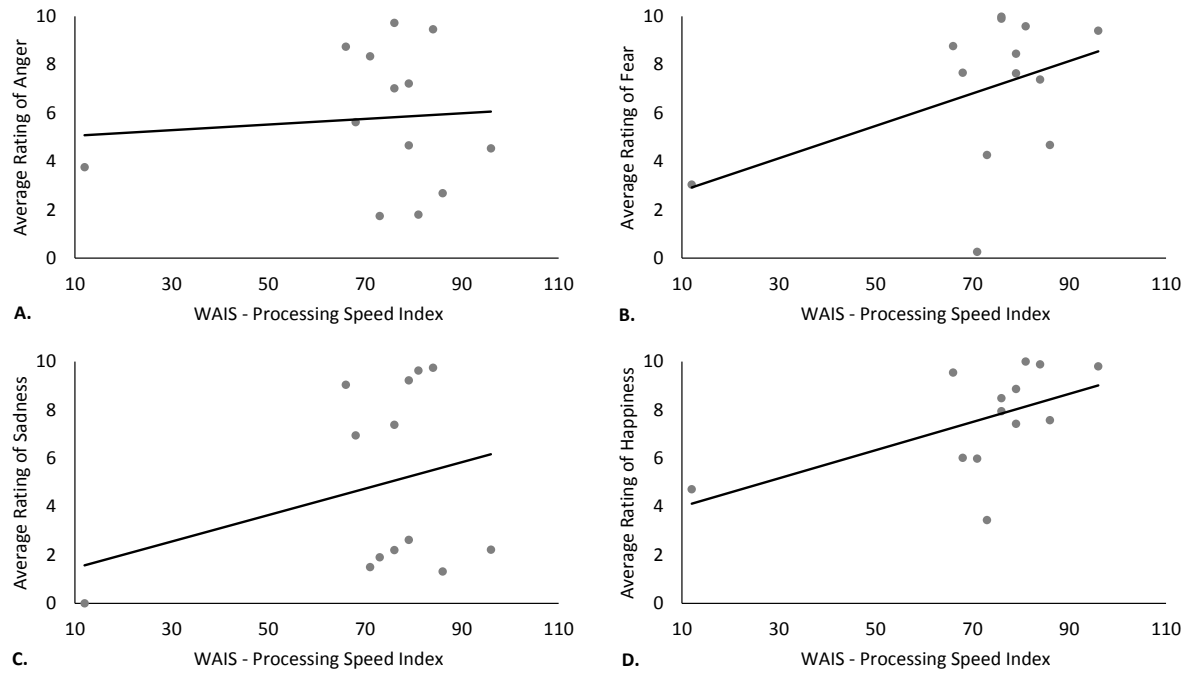 Average Rating of Anger
10
8
6
4
2
0
10 30 50 70 90 110
WAIS - Processing Speed Index
A.
Average Rating of Fear
10
8
6
4
2
0
10 30 50 70 90 110
WAIS - Processing Speed Index
B.
Average Rating of Sadness
10
8
6
4
2
0
10 30 50 70 90 110
WAIS - Processing Speed Index
C.
Average Rating of Happiness
10
8
6
4
2
0
10 30 50 70 90 110
WAIS - Processing Speed Index
D.